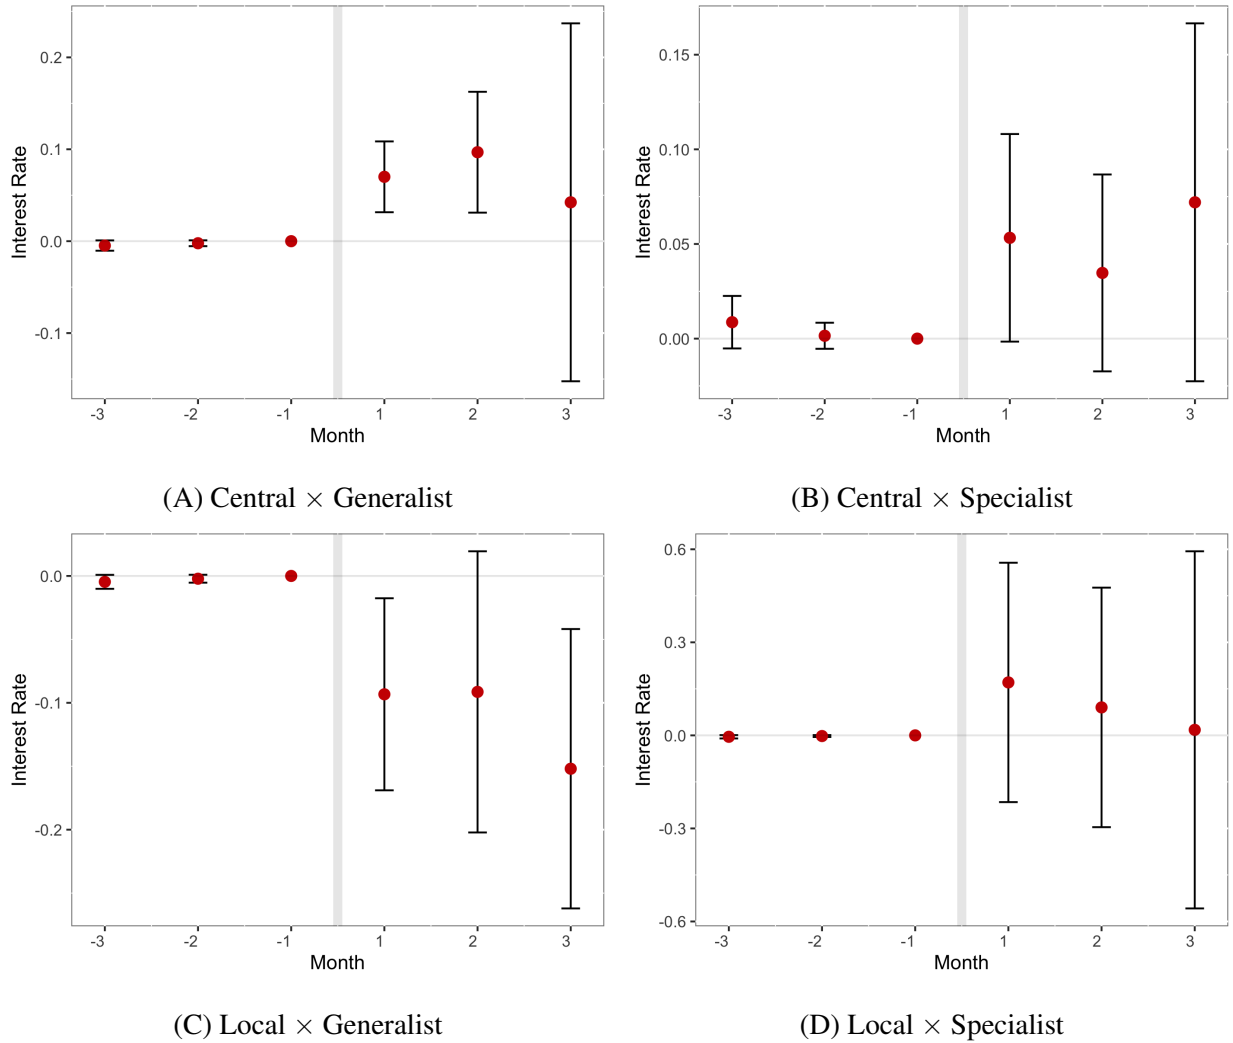 0.2
0.1
0.0
-0.1
Interest Rate
-3 -2 -1 1 2 3
Month
(A) Central × Generalist
0.15
0.10
0.05
0.00
Interest Rate
-3 -2 -1 1 2 3
Month
(B) Central × Specialist
0.0
-0.1
-0.2
Interest Rate
-3 -2 -1 1 2 3
Month
(C) Local × Generalist
0.6
0.3
0.0
-0.3
-0.6
Interest Rate
-3 -2 -1 1 2 3
Month
(D) Local × Specialist